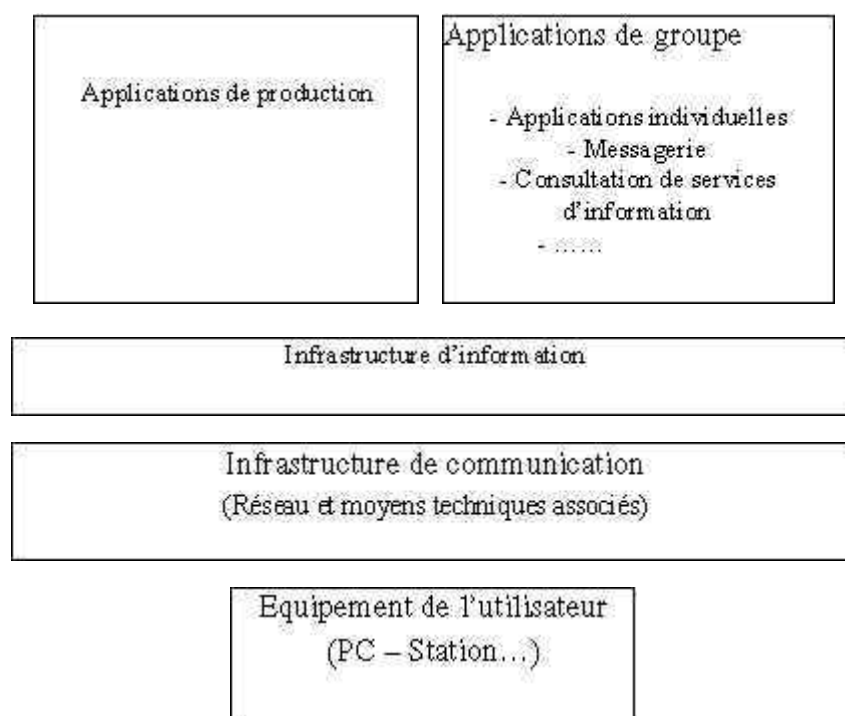 Applications de production
Applications de groupe
- Applications individuelles
- Messagerie
- Consultation de services
d'information
- ......
Infrastructure d'information
Infrastructure de communication
(Réseau et moyens techniques associés)
Equipement de l'utilisateur
(PC – Station...)